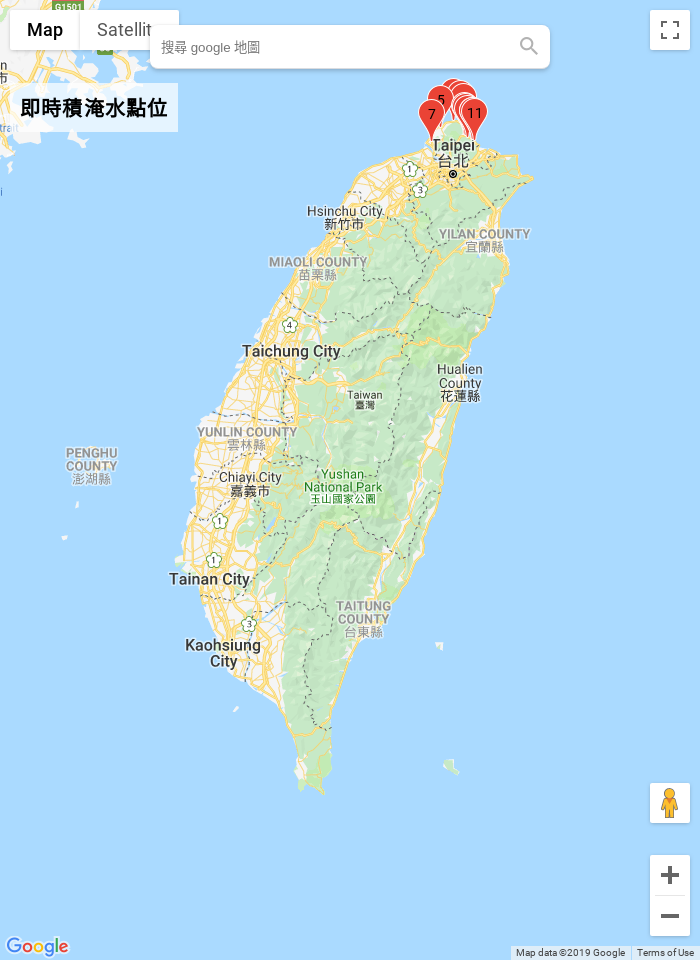 G1501
Map
Satellit
搜尋 google 地圖
n
市
即時積淹水點位
trait
5
7
11
Taipei
台北
1
3
Hsinchu City
新竹市
YILAN COUNTY
宜蘭縣
MIAOLI COUNTY
苗栗縣
4
Taichung City
Hualien
County
花蓮縣
Taiwan
臺灣
YUNLIN COUNTY
雲林縣
PENGHU
COUNTY
澎湖縣
Chiayi City
嘉義市
Yushan
National Park
玉山國家公園
1
1
Tainan City
TAITUNG
COUNTY
台東縣
3
Kaohsiung
City
Google
Map data ©2019 Google
Terms of Use